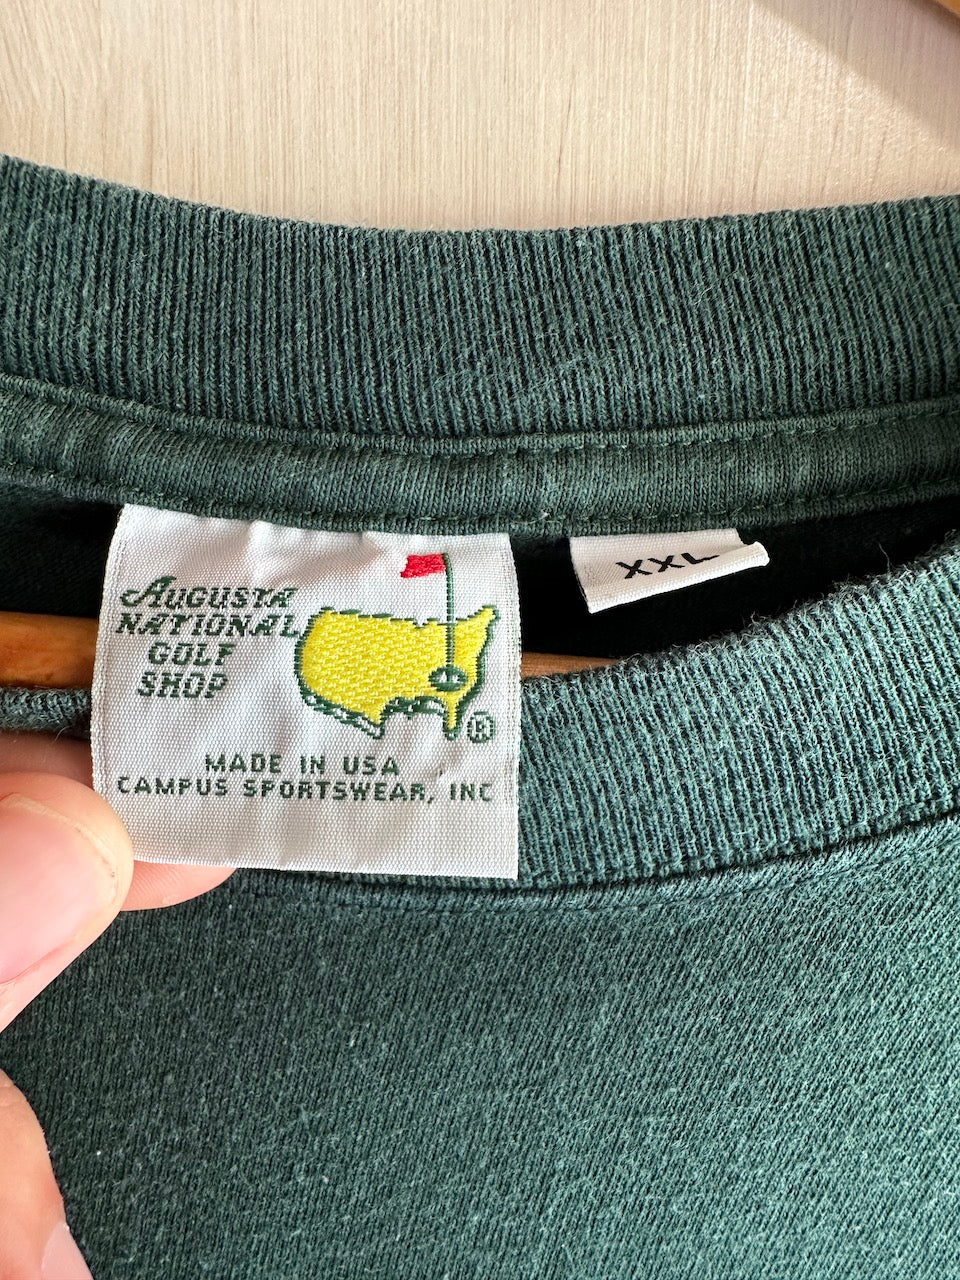 AUGUSTA
NATIONAL
GOLF
SHOP
®
MADE IN USA
CAMPUS SPORTSWEAR, INC
XXL